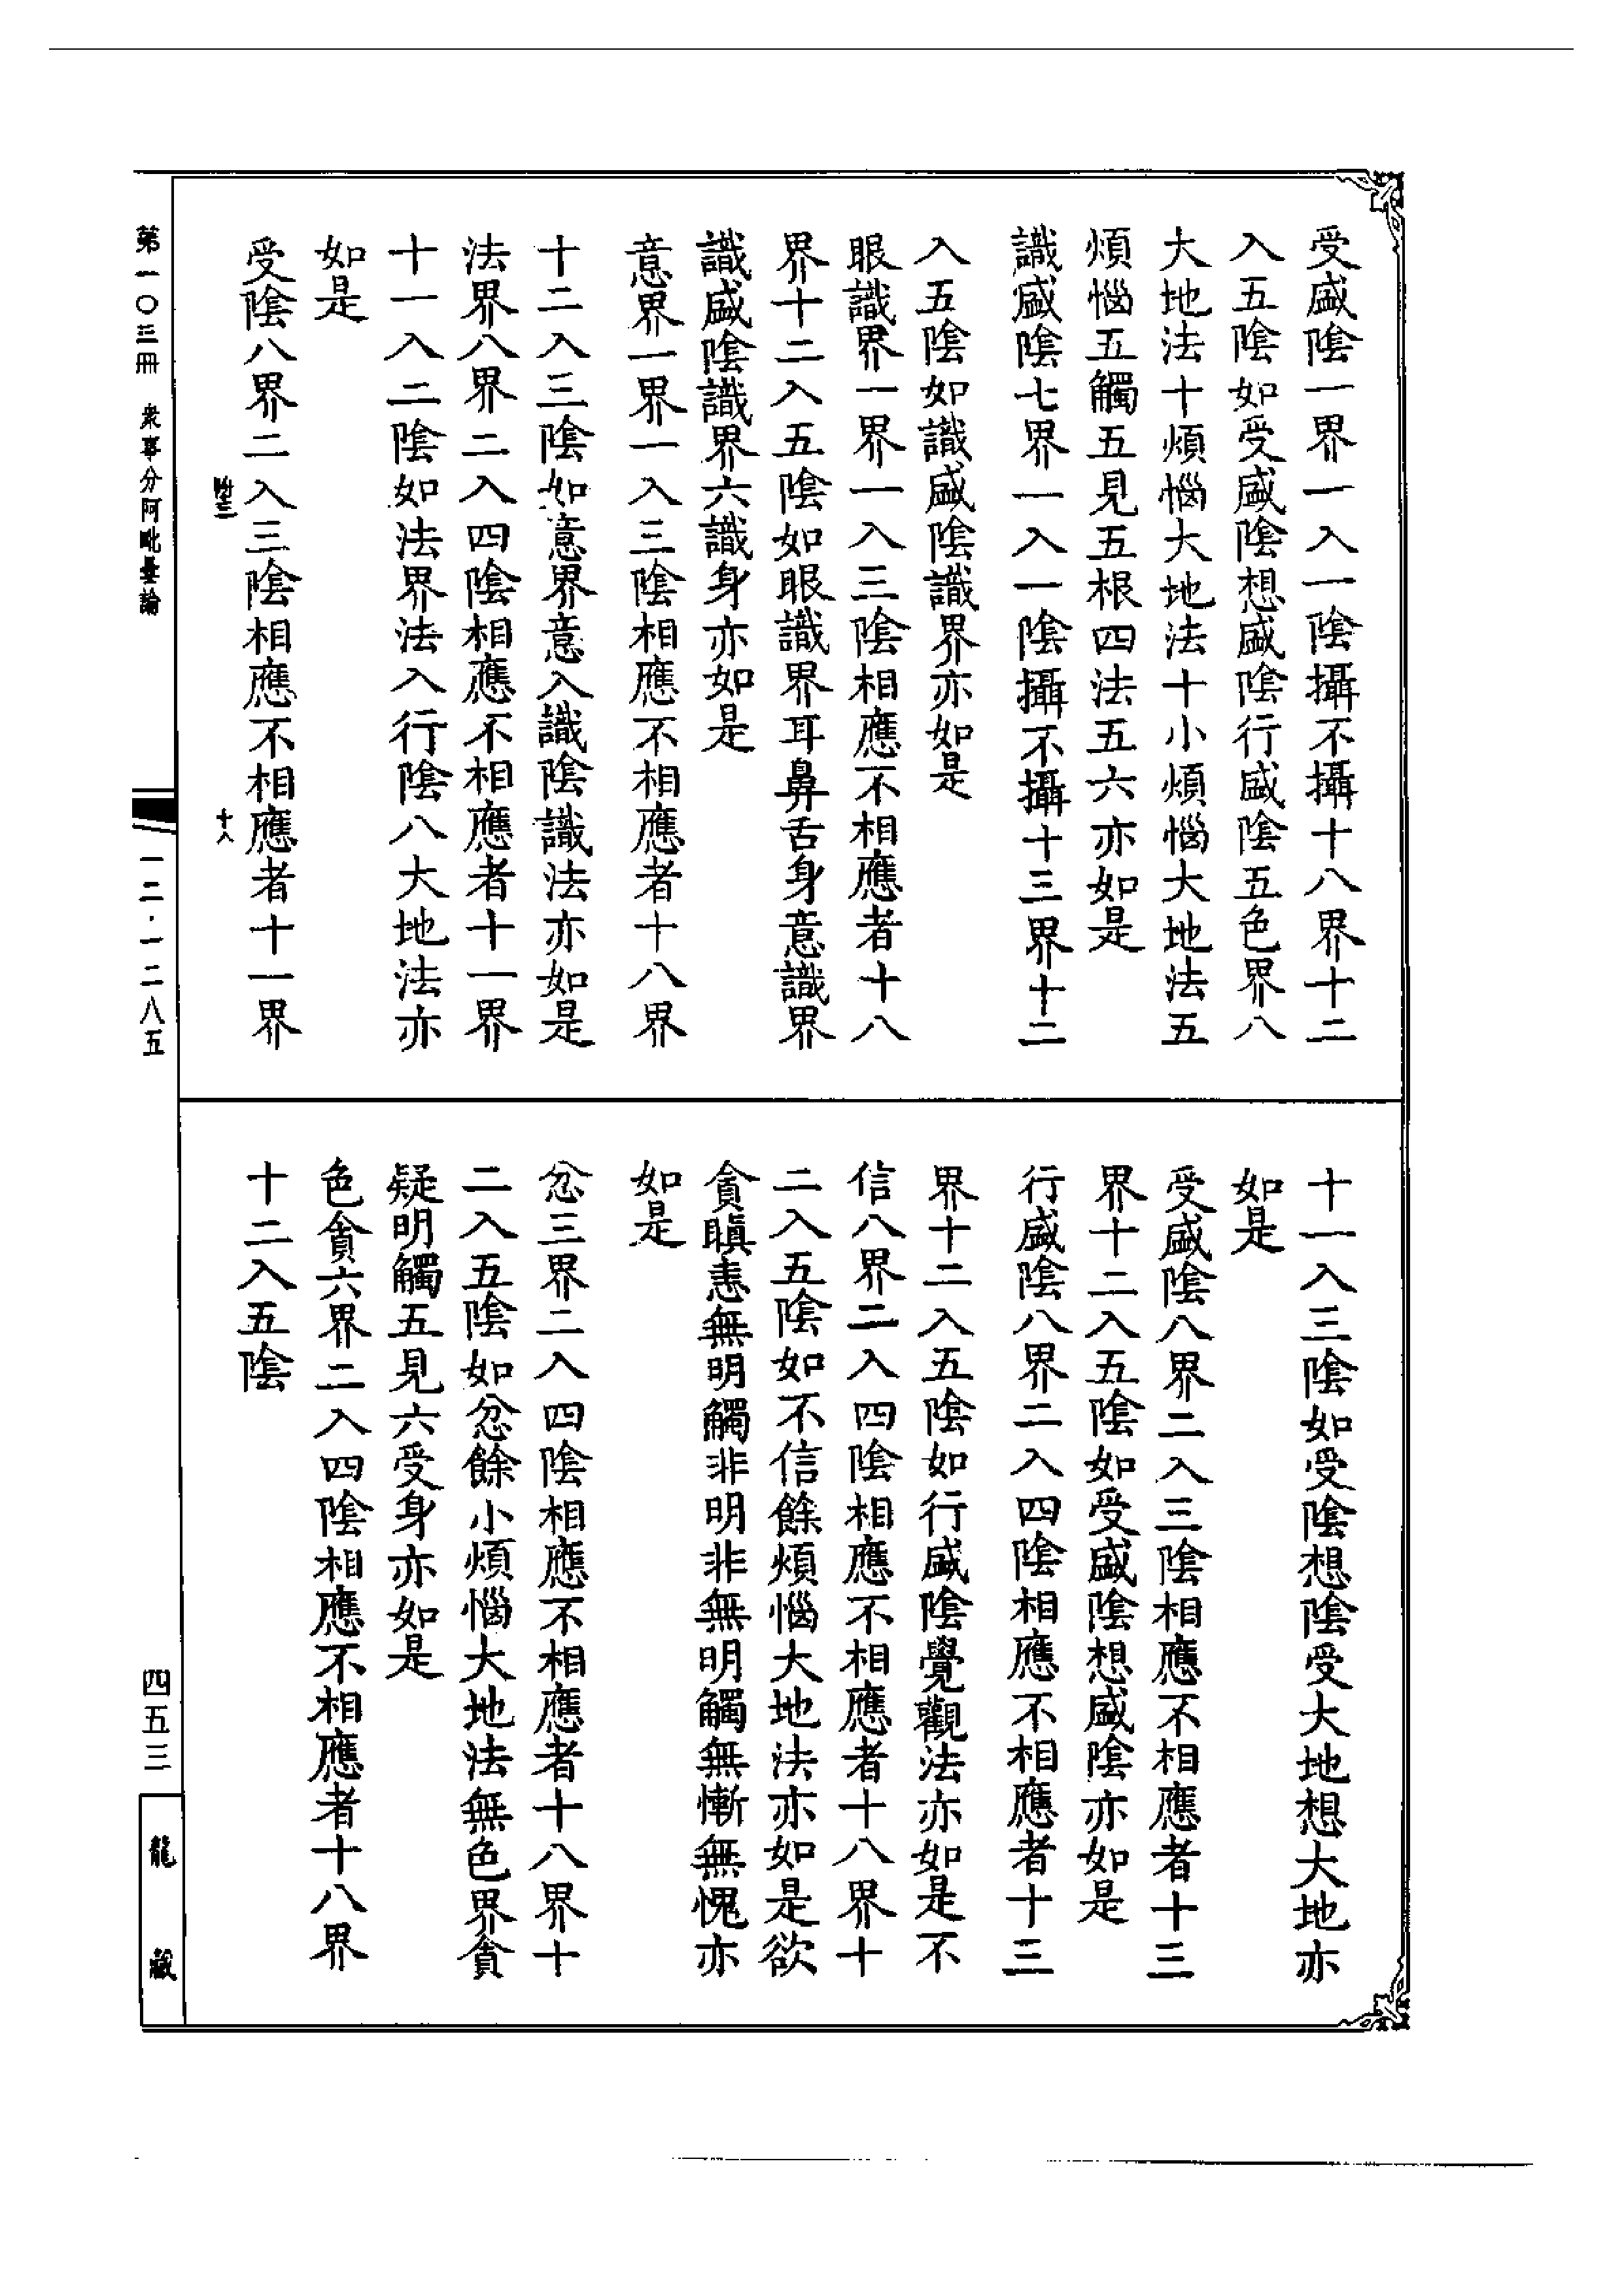 受盛陰一界一入一陰攝不攝十八界十二
入五陰如受盛陰想盛陰行盛陰五色界八
大地法十煩惱大地法十小煩惱大地法五
煩惱五觸五見五根四法五六亦如是
識盛陰七界一入一陰攝不攝十三界十二
入五陰如識盛陰識界亦如是
眼識界一界一入三陰相應不相應者十八
界十二入五陰如眼識界耳鼻舌身意識界
識盛陰識界六識身亦如是
意界一界一入三陰相應不相應者十八界
十二入三陰如意界意入識陰識法亦如是
法界八界二入四陰相應不相應者十一界
十一入二陰如法界法入行陰八大地法亦
如是
受陰八界二入三陰相應不相應者十一界
十八
十一入三陰如受陰想陰受大地想大地亦
如是
受盛陰八界二入三陰相應不相應者十三
界十二入五陰如受盛陰想盛陰亦如是
行盛陰八界二入四陰相應不相應者十三
界十二入五陰如行盛陰覺觀法亦如是不
信八界二入四陰相應不相應者十八界十
二入五陰如不信餘煩惱大地法亦如是欲
貪瞋恚無明觸非明非無明觸無慚無愧亦
如是
忿三界二入四陰相應不相應者十八界十
二入五陰如忿餘小煩惱大地法無色界貪
疑明觸五見六受身亦如是
色貪六界二入四陰相應不相應者十八界
十二入五陰
第一〇三冊 衆事分阿毗曇論
一二·一二八五
四五三
龍藏